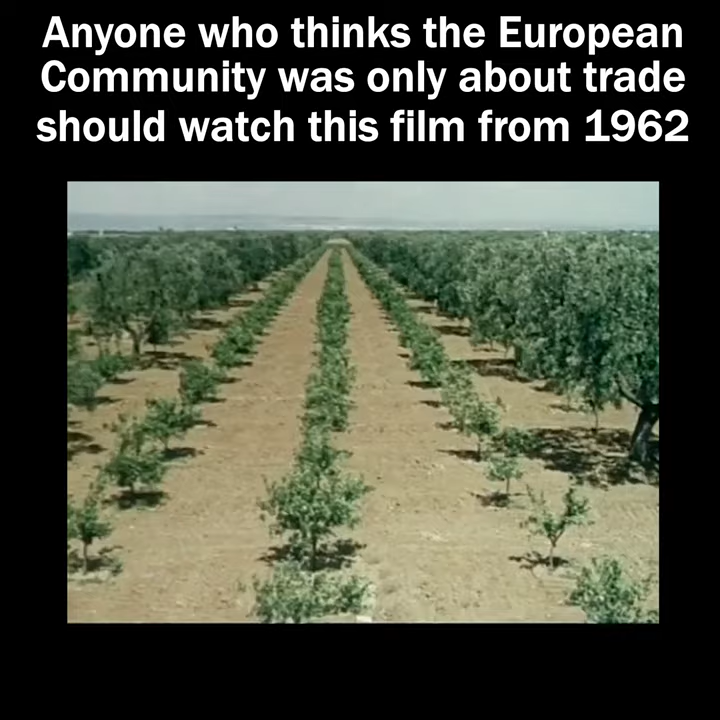 Anyone who thinks the European
Community was only about trade
should watch this film from 1962